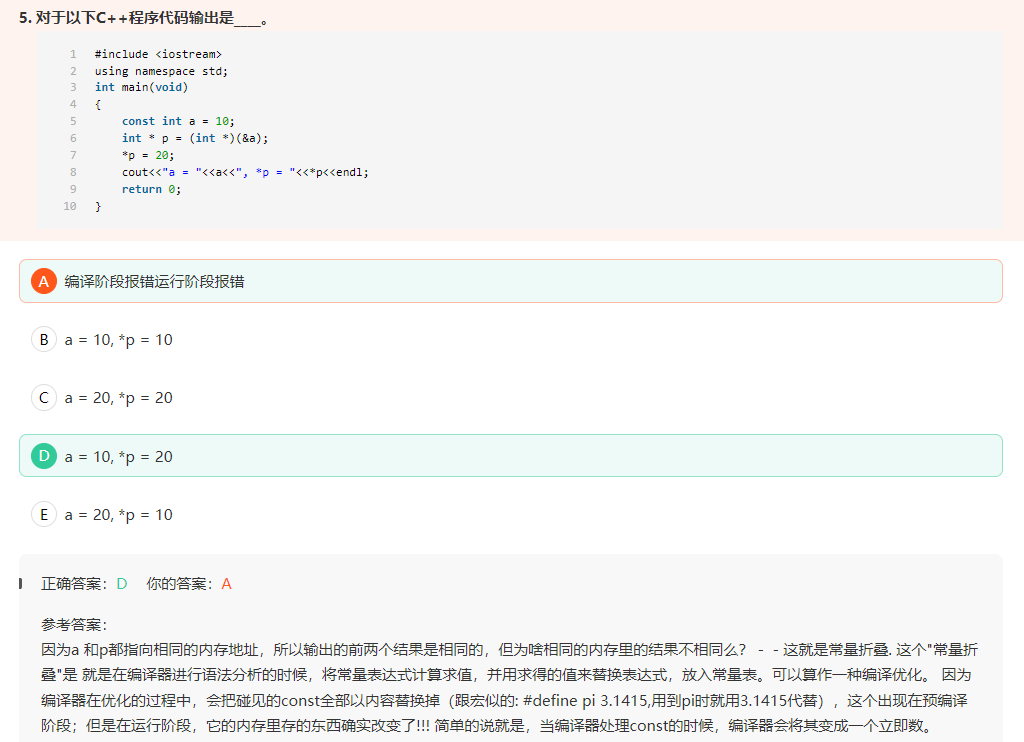 5. 对于以下C++程序代码输出是____。
1 #include <iostream>
2 using namespace std;
3 int main(void)
4 {
5 const int a = 10;
6 int * p = (int *)(&a);
7 *p = 20;
8 cout<<"a = "<<a<<", *p = "<<*p<<endl;
9 return 0;
10 }
A 编译阶段报错运行阶段报错
B a = 10, *p = 10
C a = 20, *p = 20
D a = 10, *p = 20
E a = 20, *p = 10
正确答案：D 你的答案：A
参考答案：
因为a 和p都指向相同的内存地址，所以输出的前两个结果是相同的，但为啥相同的内存里的结果不相同么？ - - 这就是常量折叠. 这个"常量折
叠"是 就是在编译器进行语法分析的时候，将常量表达式计算求值，并用求得的值来替换表达式，放入常量表。可以算作一种编译优化。 因为
编译器在优化的过程中，会把碰见的const全部以内容替换掉（跟宏似的: #define pi 3.1415,用到pi时就用3.1415代替），这个出现在预编译
阶段；但是在运行阶段，它的内存里存的东西确实改变了!!! 简单的说就是，当编译器处理const的时候，编译器会将其变成一个立即数。